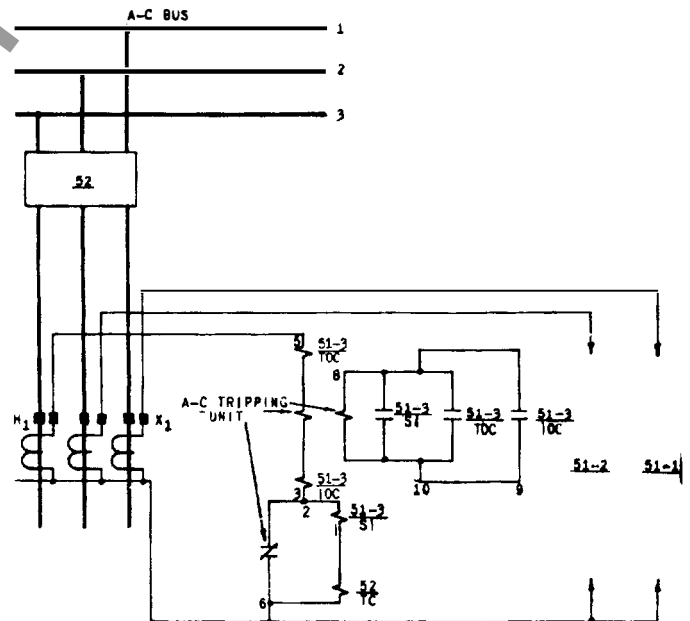 A-C BUS
1
2
3
52
5
51-3
TOC
8
A-C TRIPPING
UNIT
51-3
SI
51-3
TOC
51-3
IOC
H1
X1
51-2
51-1
51-3
IOC
3
2
10
9
1
51-3
SI
52
TC
6